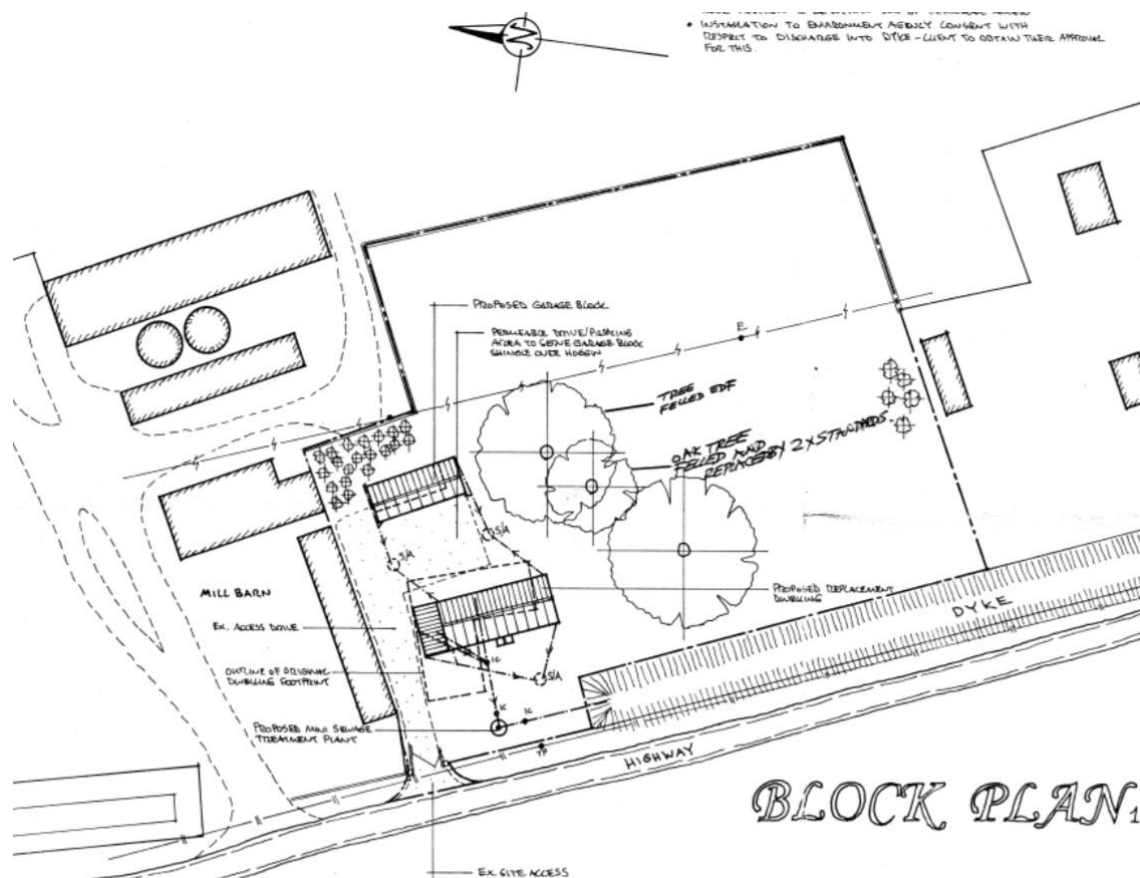 N
• INSTALLATION TO ENVIRONMENT AGENCY CONSENT WITH
RESPECT TO DISCHARGE INTO DYKE - CLIENT TO OBTAIN THEIR APPROVAL
FOR THIS.
PROPOSED GARAGE BLOCK
PERMEABLE DRIVE/PARKING
AREA TO SERVE GARAGE BLOCK
SHINGLE OVER HOGGIN
E
TREE
FELLED EDF
OAK TREE
FELLED AND
REPLACED BY 2 X STANDARDS.
S/A
S/A
MILL BARN
EX. ACCESS DRIVE
OUTLINE OF ORIGINAL
DWELLING FOOTPRINT
PROPOSED MINI SEWAGE
TREATMENT PLANT
PROPOSED REPLACEMENT
DWELLING
IC
S/A
IC
IC
TP
DYKE
HIGHWAY
BLOCK PLAN 1
EX. SITE ACCESS